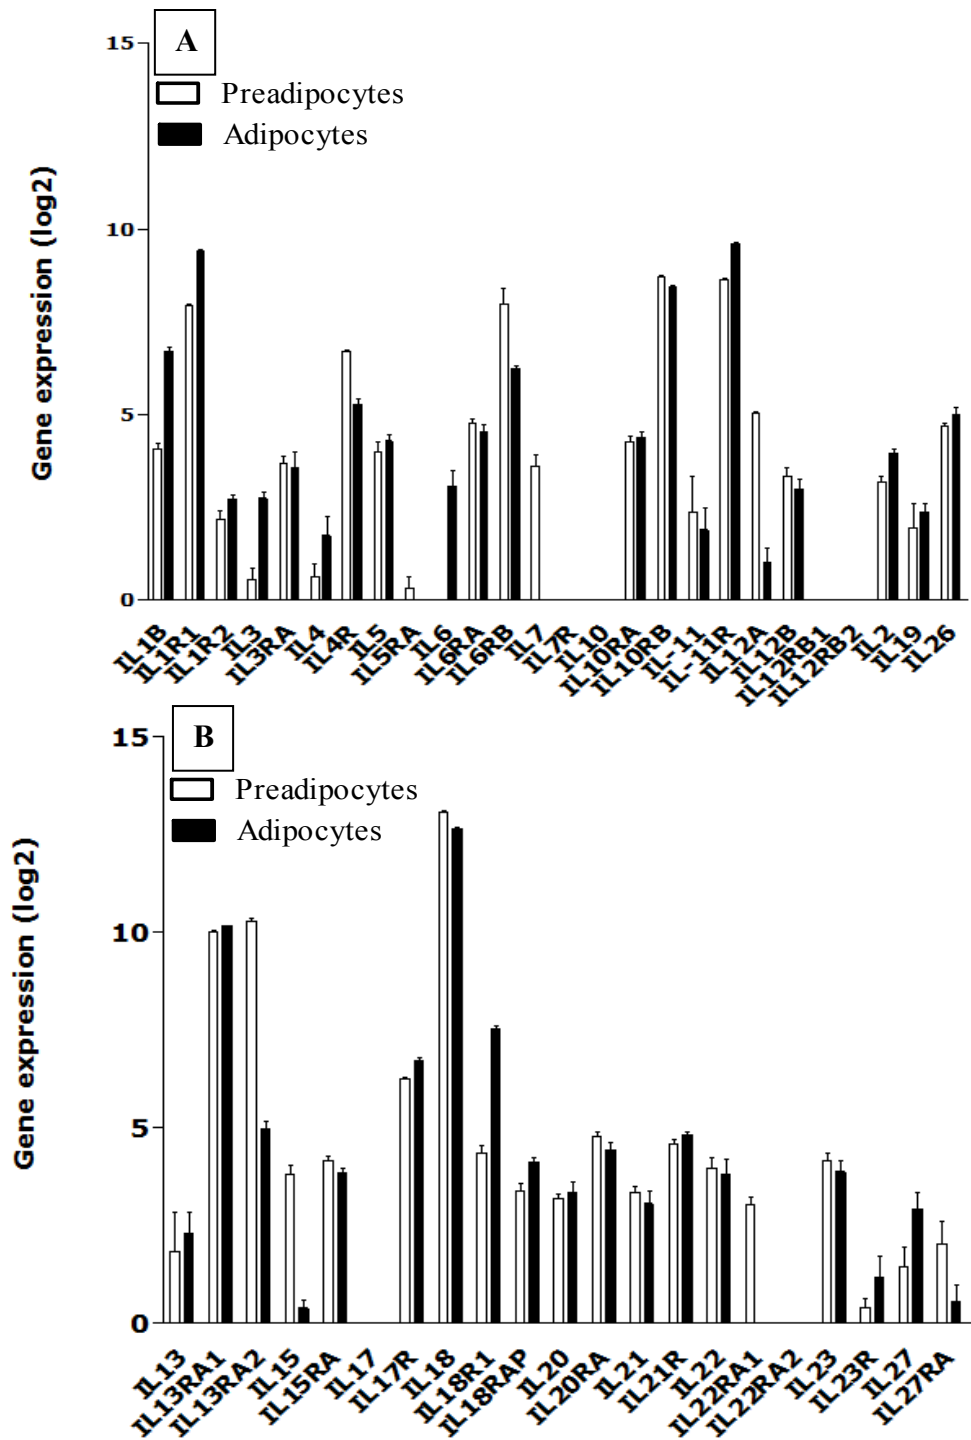 A
Preadipocytes
Adipocytes
15
10
5
0
Gene expression (log2)
IL1B
IL1R1
IL1R2
IL3
IL3RA
IL4
IL4R
IL5
IL5RA
IL6
IL6RA
IL6RB
IL7
IL7R
IL10
IL10RA
IL10RB
IL-11
IL-11R
IL12A
IL12B
IL12RB1
IL12RB2
IL2
IL19
IL26
B
Preadipocytes
Adipocytes
15
10
5
0
Gene expression (log2)
IL13
IL13RA1
IL13RA2
IL15
IL15RA
IL17
IL17R
IL18
IL18R1
IL18RAP
IL20
IL20RA
IL21
IL21R
IL22
IL22RA1
IL22RA2
IL23
IL23R
IL27
IL27RA